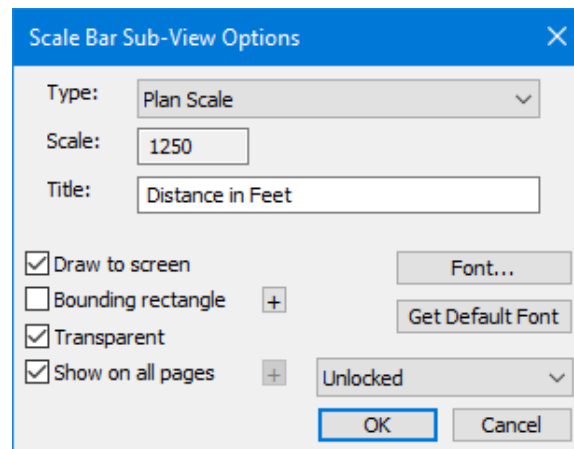 Scale Bar Sub-View Options
Type: Plan Scale
Scale: 1250
Title: Distance in Feet
Draw to screen Font...
Bounding rectangle + Get Default Font
Transparent
Show on all pages + Unlocked
OK Cancel